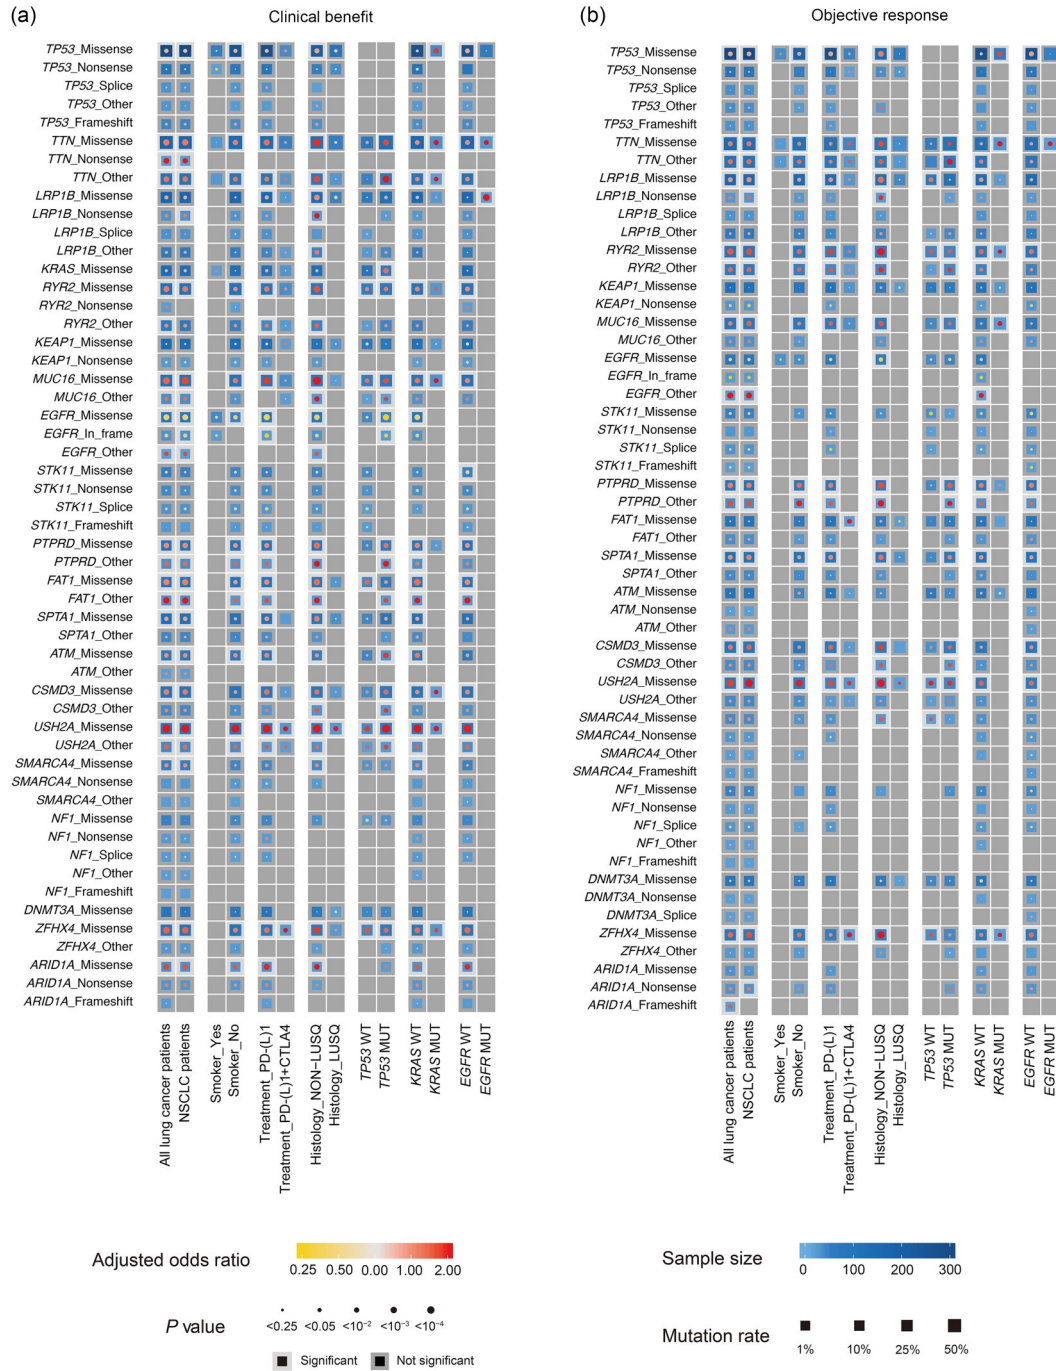 (a)
Clinical benefit
TP53_Missense
TP53_Nonsense
TP53_Splice
TP53_Other
TP53_Frameshift
TTN_Missense
TTN_Nonsense
TTN_Other
LRP1B_Missense
LRP1B_Nonsense
LRP1B_Splice
LRP1B_Other
KRAS_Missense
RYR2_Missense
RYR2_Nonsense
RYR2_Other
KEAP1_Missense
KEAP1_Nonsense
MUC16_Missense
MUC16_Other
EGFR_Missense
EGFR_In_frame
EGFR_Other
STK11_Missense
STK11_Nonsense
STK11_Splice
STK11_Frameshift
PTPRD_Missense
PTPRD_Other
FAT1_Missense
FAT1_Other
SPTA1_Missense
SPTA1_Other
ATM_Missense
ATM_Other
CSMD3_Missense
CSMD3_Other
USH2A_Missense
USH2A_Other
SMARCA4_Missense
SMARCA4_Nonsense
SMARCA4_Other
NF1_Missense
NF1_Nonsense
NF1_Splice
NF1_Other
NF1_Frameshift
DNMT3A_Missense
ZFHX4_Missense
ZFHX4_Other
ARID1A_Missense
ARID1A_Nonsense
ARID1A_Frameshift
All lung cancer patients
NSCLC patients
Smoker_Yes
Smoker_No
Treatment_PD-(L)1
Treatment_PD-(L)1+CTLA4
Histology_NON-LUSQ
Histology_LUSQ
TP53 WT
TP53 MUT
KRAS WT
KRAS MUT
EGFR WT
EGFR MUT
(b)
Objective response
TP53_Missense
TP53_Nonsense
TP53_Splice
TP53_Other
TP53_Frameshift
TTN_Missense
TTN_Other
LRP1B_Missense
LRP1B_Nonsense
LRP1B_Splice
LRP1B_Other
RYR2_Missense
RYR2_Other
KEAP1_Missense
KEAP1_Nonsense
MUC16_Missense
MUC16_Other
EGFR_Missense
EGFR_In_frame
EGFR_Other
STK11_Missense
STK11_Nonsense
STK11_Splice
STK11_Frameshift
PTPRD_Missense
PTPRD_Other
FAT1_Missense
FAT1_Other
SPTA1_Missense
SPTA1_Other
ATM_Missense
ATM_Nonsense
ATM_Other
CSMD3_Missense
CSMD3_Other
USH2A_Missense
USH2A_Other
SMARCA4_Missense
SMARCA4_Nonsense
SMARCA4_Other
SMARCA4_Frameshift
NF1_Missense
NF1_Nonsense
NF1_Splice
NF1_Other
NF1_Frameshift
DNMT3A_Missense
DNMT3A_Nonsense
DNMT3A_Splice
ZFHX4_Missense
ZFHX4_Other
ARID1A_Missense
ARID1A_Nonsense
ARID1A_Frameshift
All lung cancer patients
NSCLC patients
Smoker_Yes
Smoker_No
Treatment_PD-(L)1
Treatment_PD-(L)1+CTLA4
Histology_NON-LUSQ
Histology_LUSQ
TP53 WT
TP53 MUT
KRAS WT
KRAS MUT
EGFR WT
EGFR MUT
Adjusted odds ratio
0.25 0.50 0.00 1.00 2.00
P value
<0.25 <0.05 <10⁻² <10⁻³ <10⁻⁴
Significant Not significant
Sample size
0 100 200 300
Mutation rate
1% 10% 25% 50%